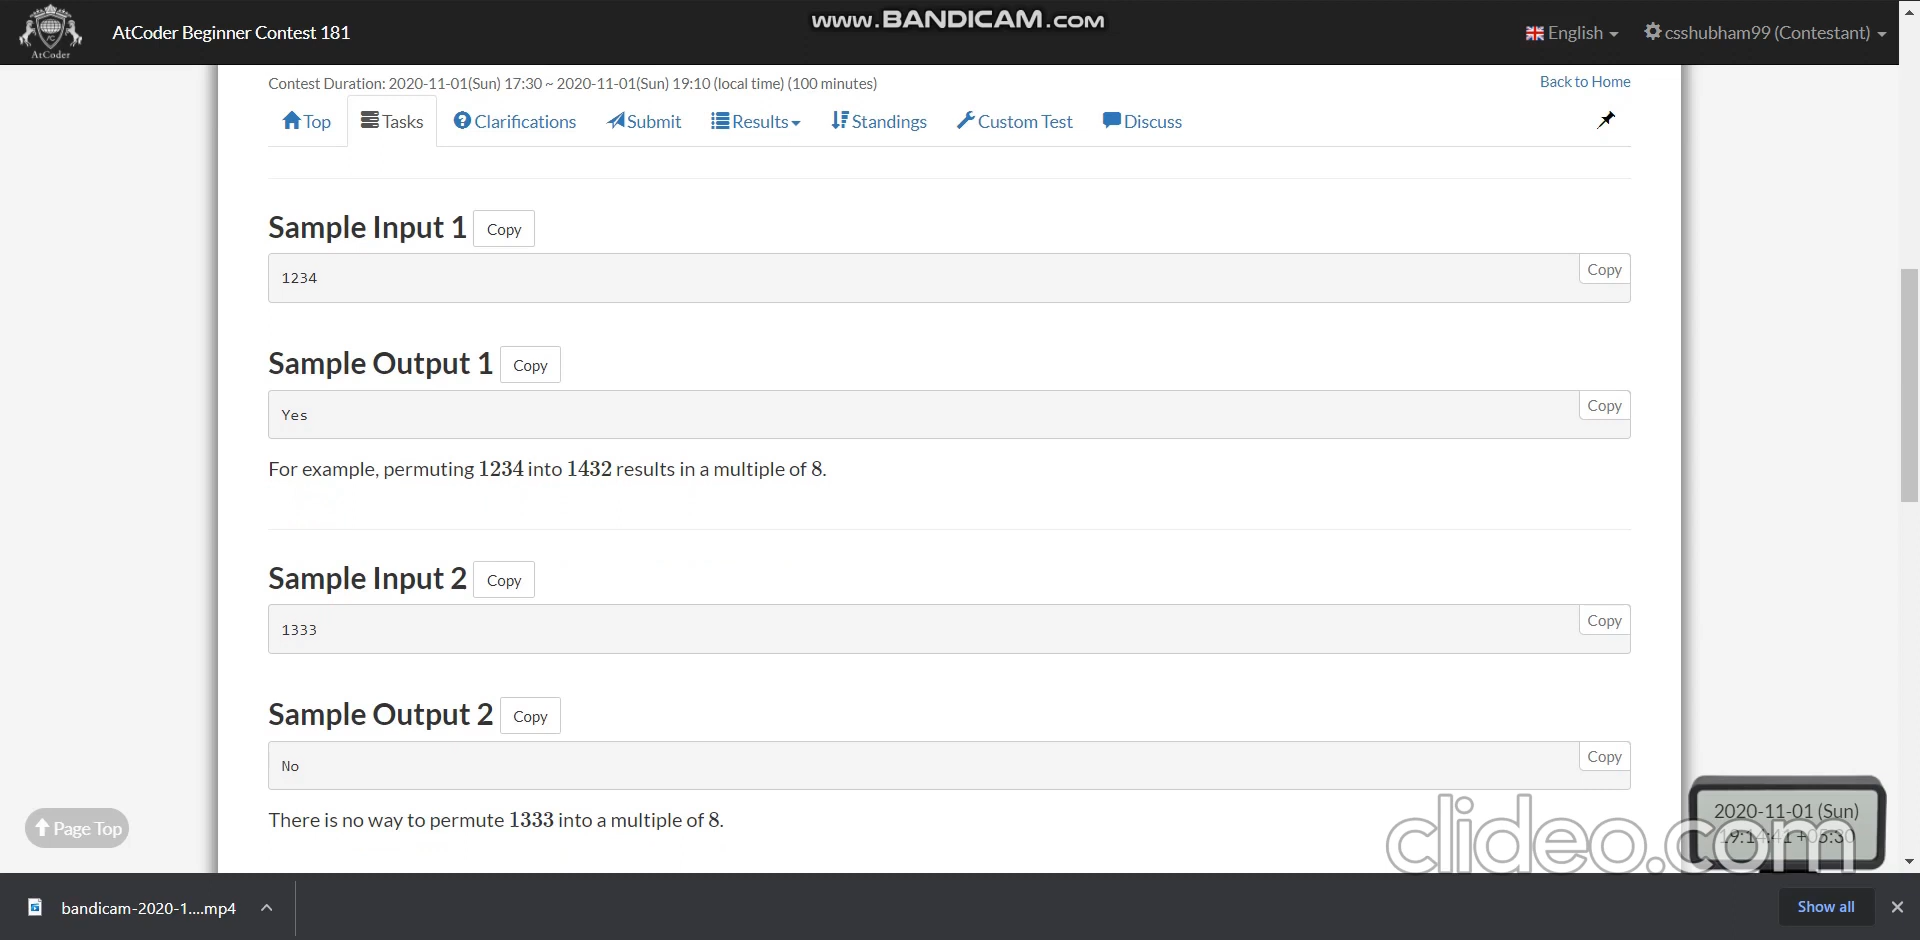 AtCoder
AtCoder Beginner Contest 181
www.BANDICAM.com
English
csshubham99 (Contestant)
Contest Duration: 2020-11-01(Sun) 17:30 ~ 2020-11-01(Sun) 19:10 (local time) (100 minutes)
Back to Home
Top
Tasks
Clarifications
Submit
Results
Standings
Custom Test
Discuss
Sample Input 1
Copy
1234
Copy
Sample Output 1
Copy
Yes
Copy
For example, permuting 1234 into 1432 results in a multiple of 8.
Sample Input 2
Copy
1333
Copy
Sample Output 2
Copy
No
Copy
There is no way to permute 1333 into a multiple of 8.
Page Top
2020-11-01 (Sun)
19:14:41 +05:30
clideo.com
bandicam-2020-1....mp4
Show all